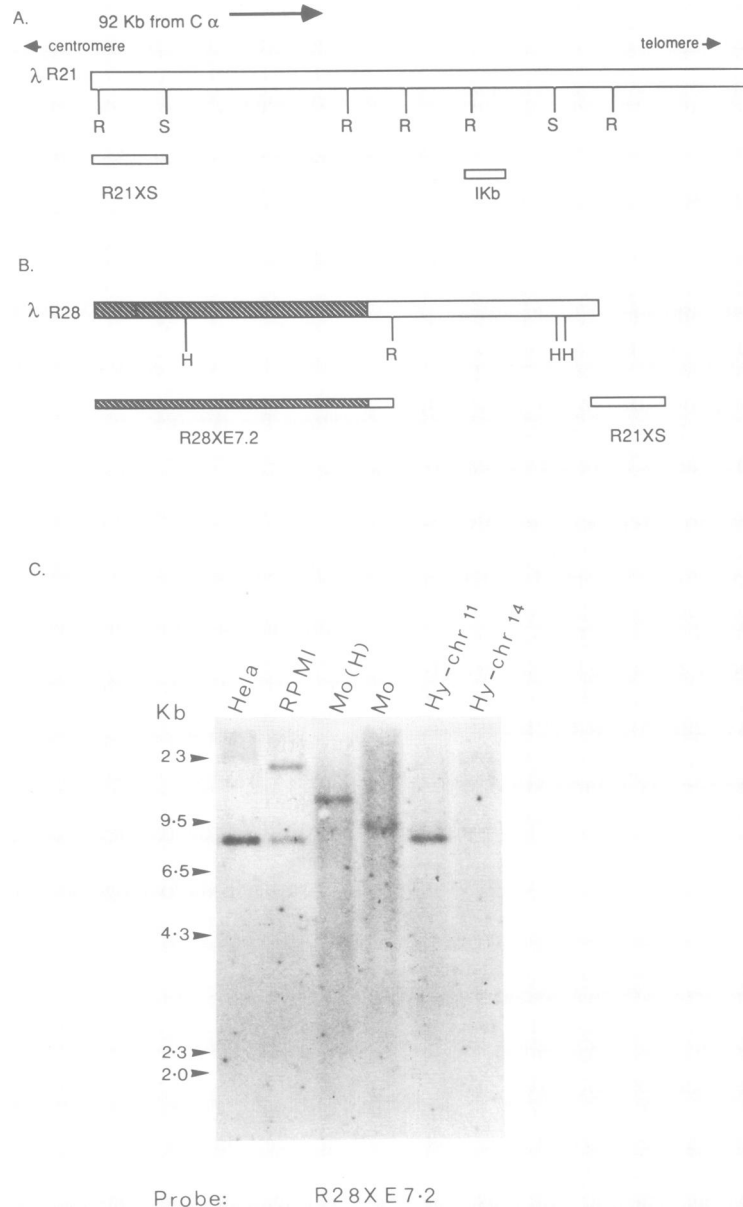 A.
92 Kb from C α
centromere
telomere
λ R21
R S R R R S R
R21XS
IKb
B.
λ R28
H R HH
R28XE7.2
R21XS
C.
Hela RPMI Mo(H) Mo Hy-chr 11 Hy-chr 14
Kb
23
9·5
6·5
4·3
2·3
2·0
Probe: R28XE7·2